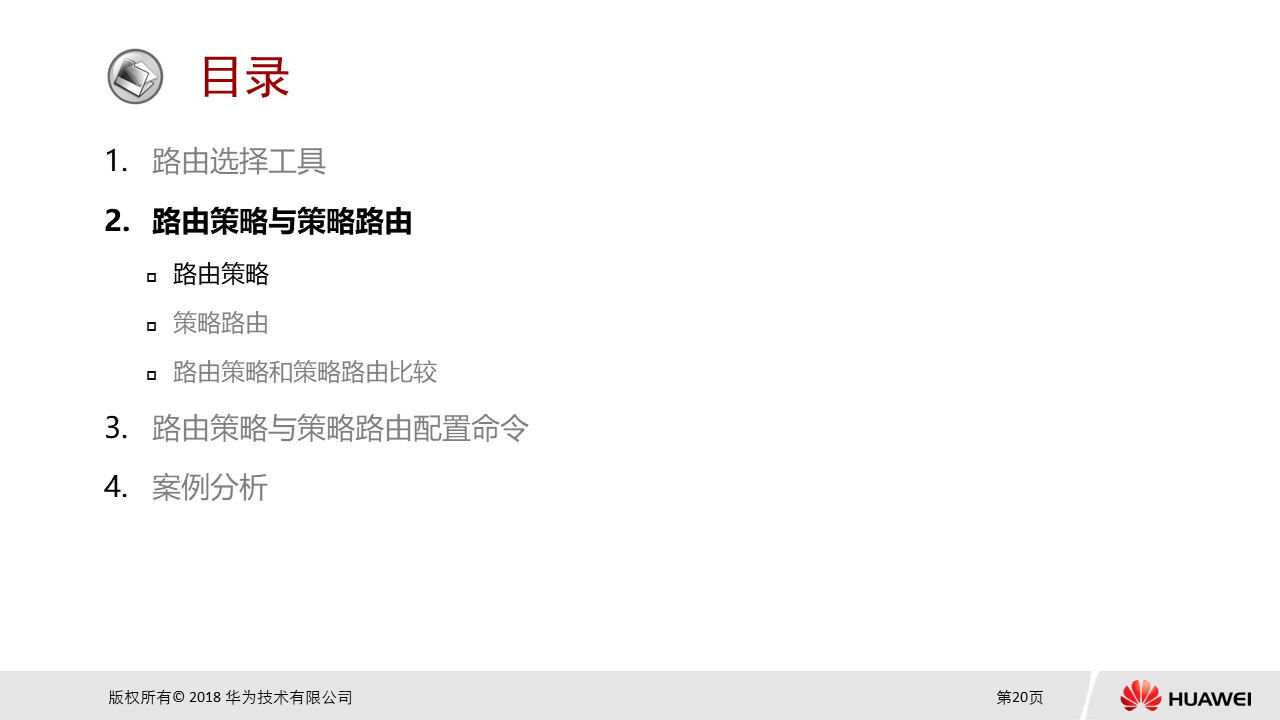 目录
1. 路由选择工具
2. 路由策略与策略路由
路由策略
策略路由
路由策略和策略路由比较
3. 路由策略与策略路由配置命令
4. 案例分析
版权所有© 2018 华为技术有限公司
第20页
HUAWEI